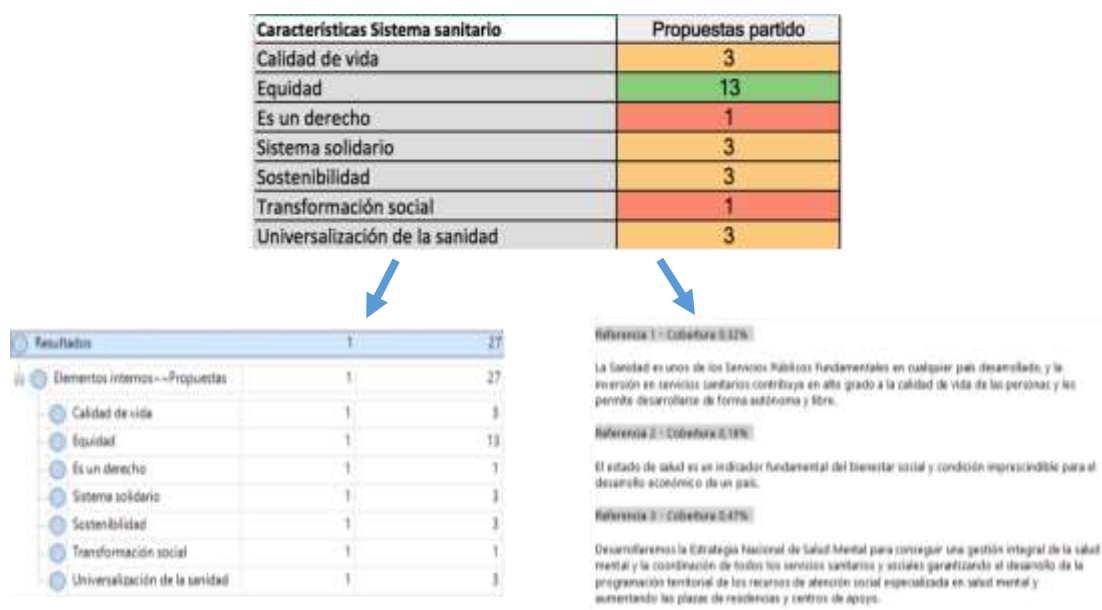 Características Sistema sanitario Propuestas partido
Calidad de vida 3
Equidad 13
Es un derecho 1
Sistema solidario 3
Sostenibilidad 3
Transformación social 1
Universalización de la sanidad 3
Resultados 1 27
Elementos internos~~Propuestas 1 27
Calidad de vida 1 3
Equidad 1 13
Es un derecho 1 1
Sistema solidario 1 3
Sostenibilidad 1 3
Transformación social 1 1
Universalización de la sanidad 1 3
Referencia 1 - Cobertura 0,32%
La Sanidad es unos de los Servicios Públicos Fundamentales en cualquier país desarrollado, y la
inversión en servicios sanitarios contribuye en alto grado a la calidad de vida de las personas y les
permite desarrollarse de forma autónoma y libre.
Referencia 2 - Cobertura 0,18%
El estado de salud es un indicador fundamental del bienestar social y condición imprescindible para el
desarrollo económico de un país.
Referencia 3 - Cobertura 0,47%
Desarrollaremos la Estrategia Nacional de Salud Mental para conseguir una gestión integral de la salud
mental y la coordinación de todos los servicios sanitarios y sociales garantizando el desarrollo de la
programación territorial de los recursos de atención social especializada en salud mental y
aumentando las plazas de residencias y centros de apoyo.